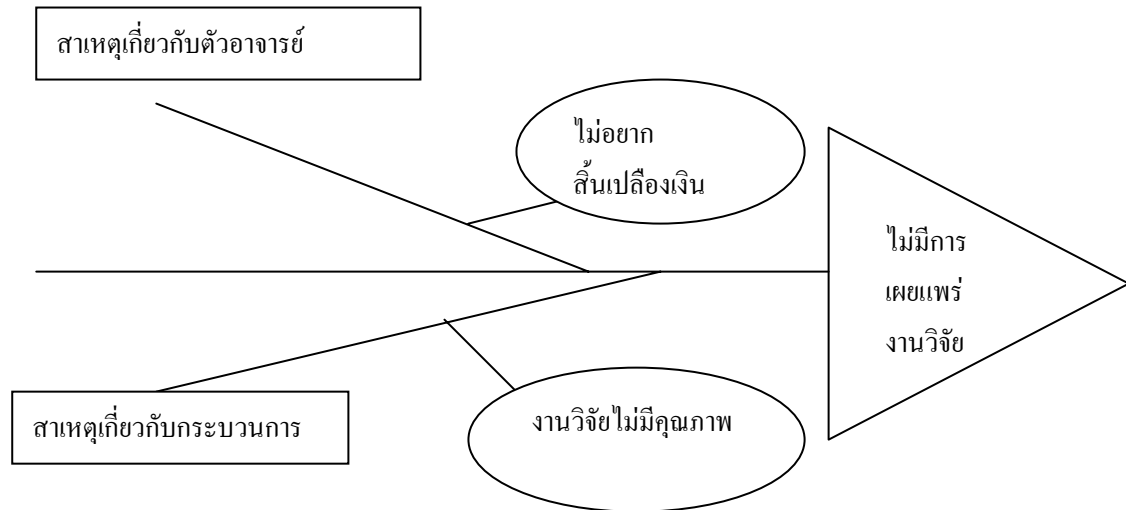 สาเหตุเกี่ยวกับตัวอาจารย์
ไม่อยาก
สิ้นเปลืองเงิน
ไม่มีการ
เผยแพร่
งานวิจัย
สาเหตุเกี่ยวกับกระบวนการ
งานวิจัยไม่มีคุณภาพ